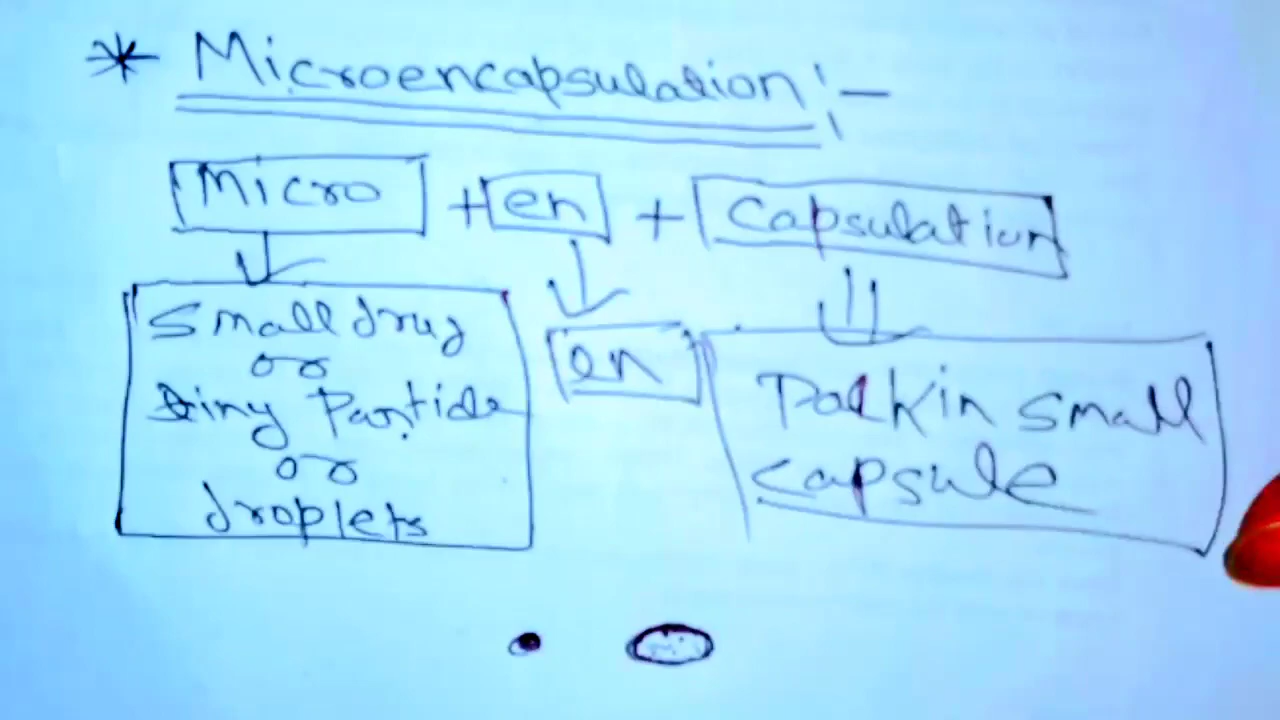 * Microencapsulation :-
Micro + en + Capsulation
Small drug
or
tiny Particle
or
droplets
en
Pack in small
capsule